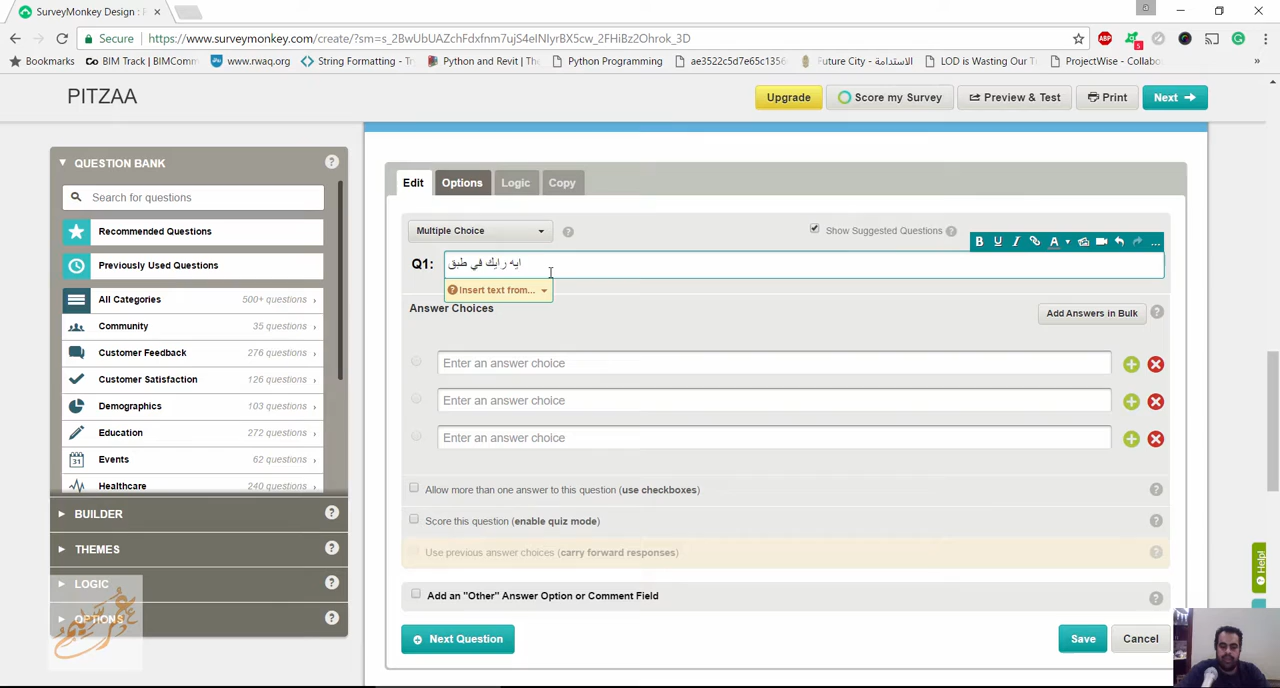 SurveyMonkey Design :
Secure
https://www.surveymonkey.com/create/?sm=s_2BwUbUAZchFdxfnm7ujS4eINIyrBX5cw_2FHiBz2Ohrok_3D
ABP
5
Bookmarks
BIM Track | BIMComm
www.rwaq.org
String Formatting - Tr
Python and Revit | The
Python Programming
ae3522c5d7e65c1356
Future City - الاستدامة
LOD is Wasting Our T
ProjectWise - Collabo
PITZAA
Upgrade
Score my Survey
Preview & Test
Print
Next
QUESTION BANK
Search for questions
Recommended Questions
Previously Used Questions
All Categories 500+ questions
Community 35 questions
Customer Feedback 276 questions
Customer Satisfaction 126 questions
Demographics 103 questions
Education 272 questions
Events 62 questions
Healthcare 240 questions
BUILDER
THEMES
LOGIC
OPTIONS
Edit
Options
Logic
Copy
Multiple Choice
Show Suggested Questions
B U I A
Q1:
ايه رايك في طبق
Insert text from...
Answer Choices
Add Answers in Bulk
Enter an answer choice
Enter an answer choice
Enter an answer choice
Allow more than one answer to this question (use checkboxes)
Score this question (enable quiz mode)
Use previous answer choices (carry forward responses)
Add an "Other" Answer Option or Comment Field
Next Question
Save
Cancel
Help!